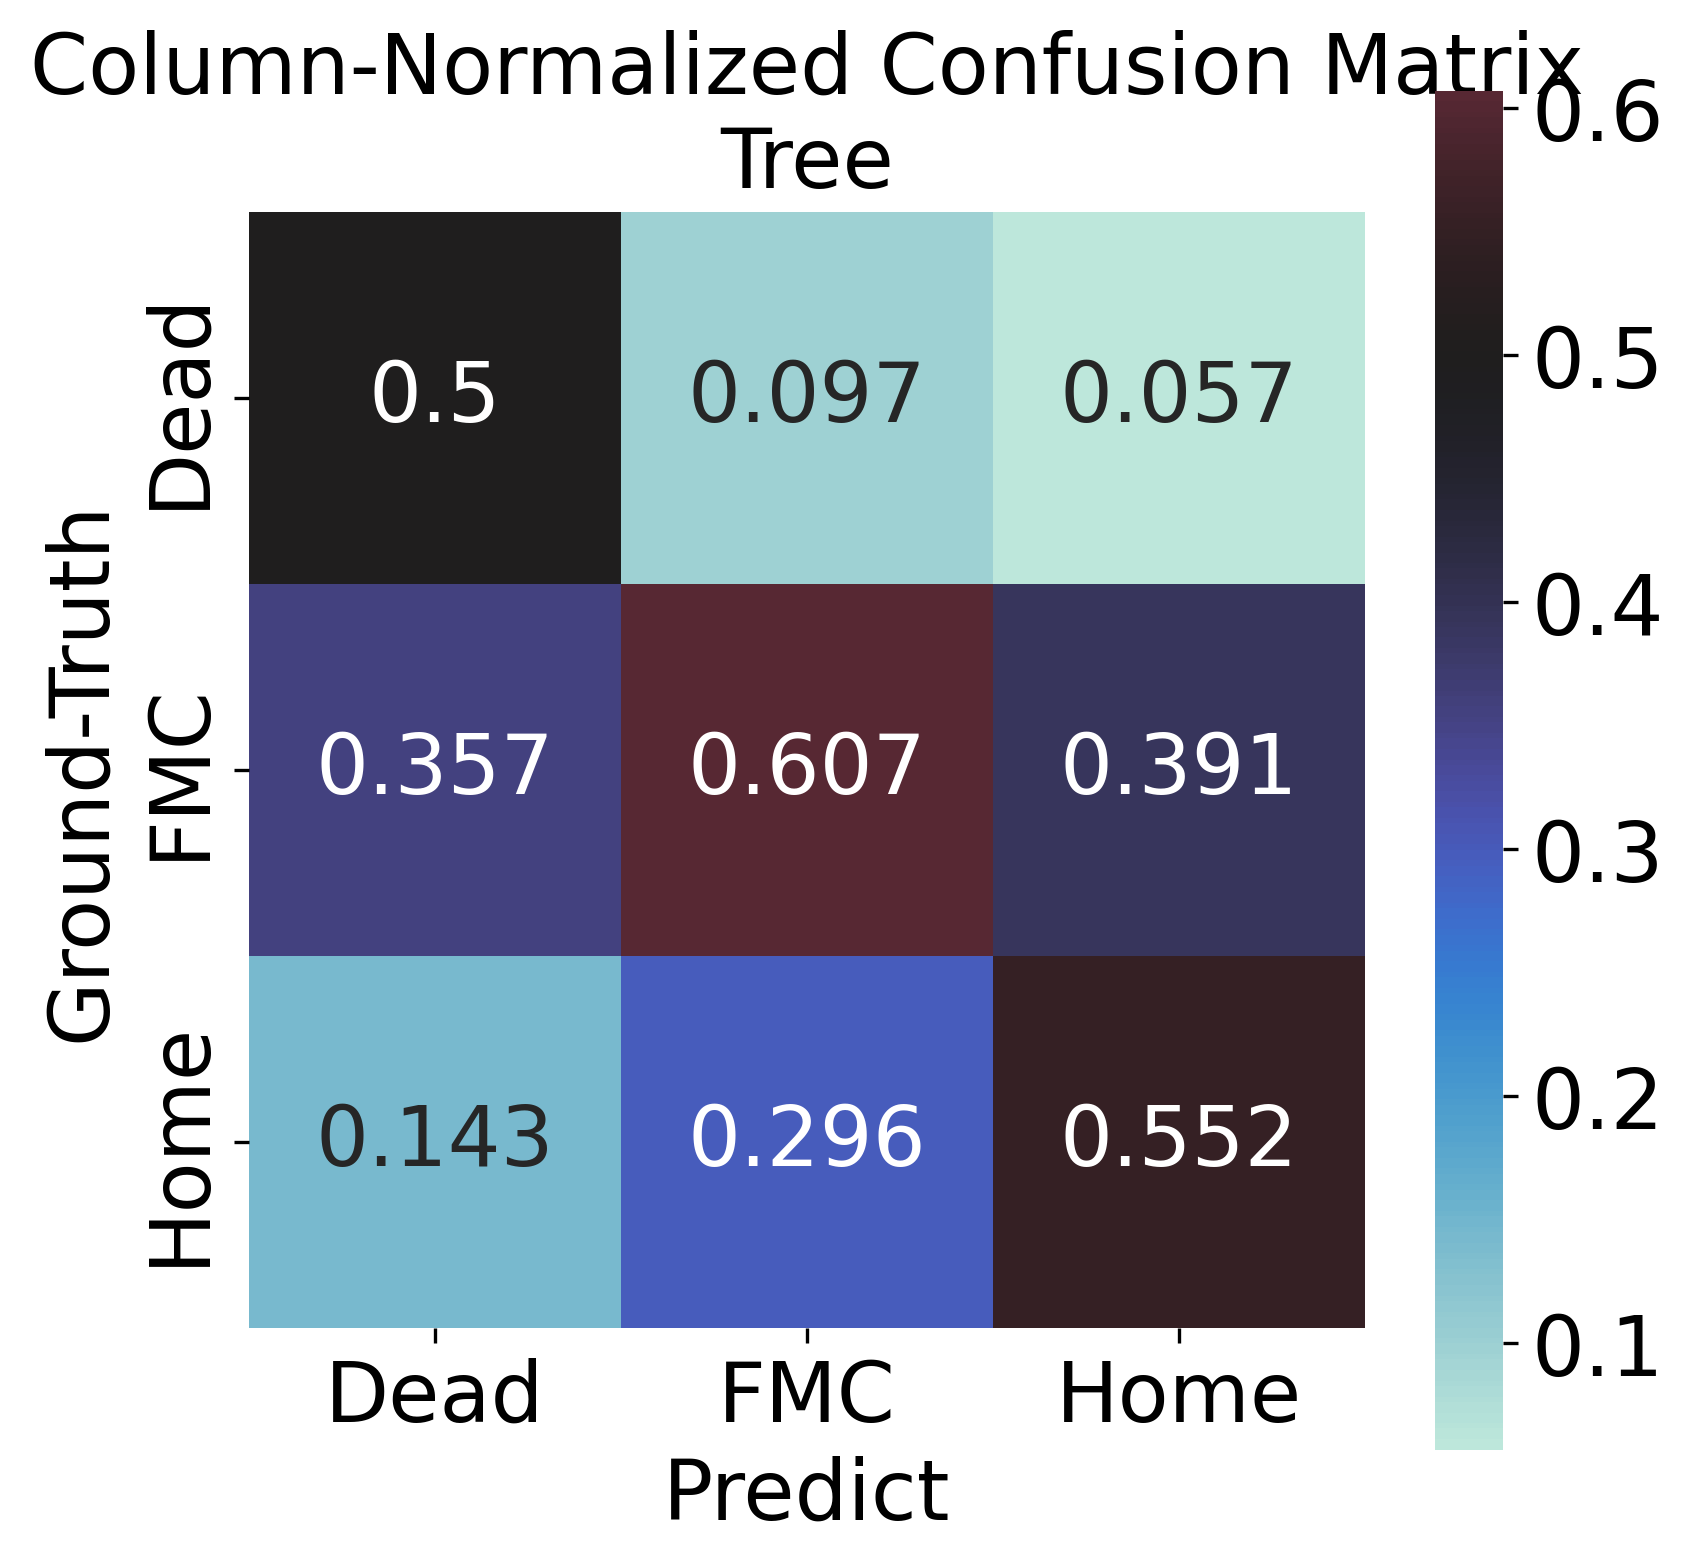 Column-Normalized Confusion Matrix
Tree
Ground-Truth
Dead
0.5 0.097 0.057
FMC
0.357 0.607 0.391
Home
0.143 0.296 0.552
Dead FMC Home
Predict
0.6
0.5
0.4
0.3
0.2
0.1